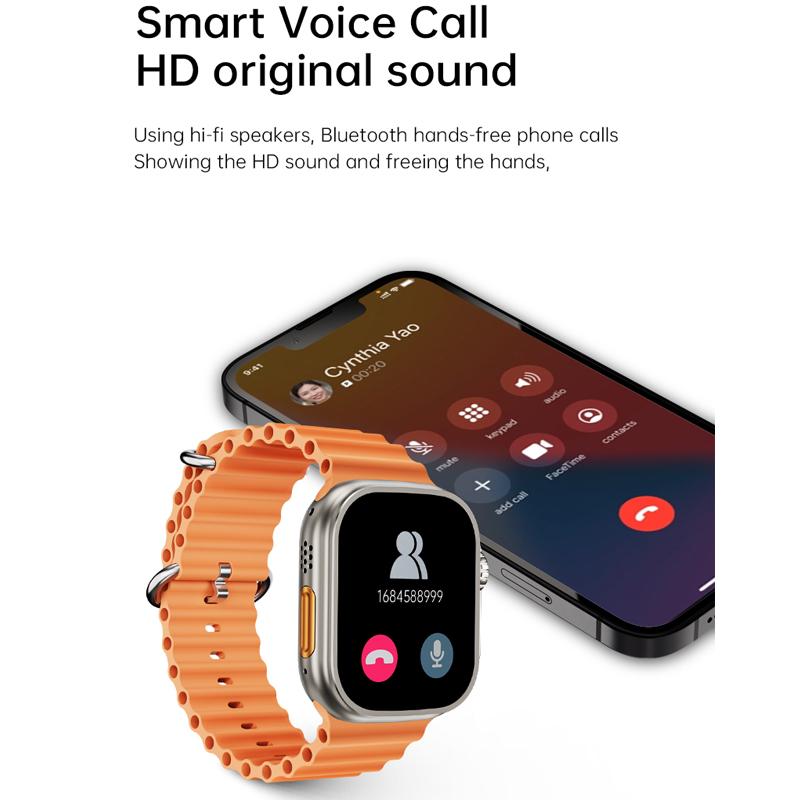 Smart Voice Call
HD original sound
Using hi-fi speakers, Bluetooth hands-free phone calls
Showing the HD sound and freeing the hands,
9:41
Cynthia Yao
00:20
mute
keypad
audio
add call
FaceTime
contacts
1684588999